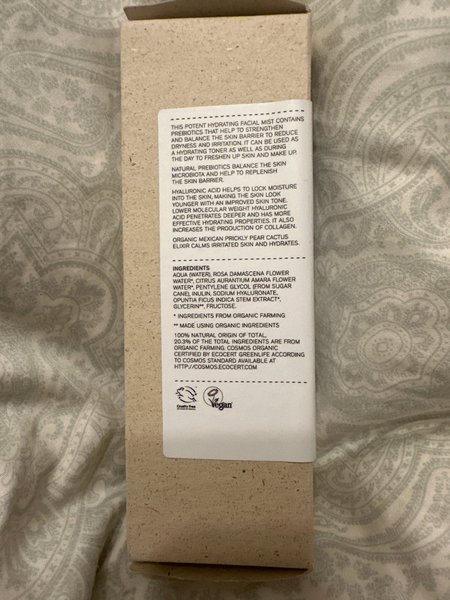 THIS POTENT HYDRATING FACIAL MIST CONTAINS
PREBIOTICS THAT HELP TO STRENGTHEN
AND BALANCE THE SKIN BARRIER TO REDUCE
DRYNESS AND IRRITATION. IT CAN BE USED AS
A HYDRATING TONER AS WELL AS DURING
THE DAY TO FRESHEN UP SKIN AND MAKE UP.
NATURAL PREBIOTICS BALANCE THE SKIN
MICROBIOTA AND HELP TO REPLENISH
THE SKIN BARRIER.
HYALURONIC ACID HELPS TO LOCK MOISTURE
INTO THE SKIN, MAKING THE SKIN LOOK
YOUNGER WITH AN IMPROVED SKIN TONE.
LOWER MOLECULAR WEIGHT HYALURONIC
ACID PENETRATES DEEPER AND HAS MORE
EFFECTIVE HYDRATING PROPERTIES. IT ALSO
INCREASES THE PRODUCTION OF COLLAGEN.
ORGANIC MEXICAN PRICKLY PEAR CACTUS
ELIXIR CALMS IRRITATED SKIN AND HYDRATES.
INGREDIENTS
AQUA (WATER), ROSA DAMASCENA FLOWER
WATER*, CITRUS AURANTIUM AMARA FLOWER
WATER*, PENTYLENE GLYCOL (FROM SUGAR
CANE), INULIN, SODIUM HYALURONATE,
OPUNTIA FICUS INDICA STEM EXTRACT*,
GLYCERIN**, FRUCTOSE.
* INGREDIENTS FROM ORGANIC FARMING
** MADE USING ORGANIC INGREDIENTS
100% NATURAL ORIGIN OF TOTAL.
20.3% OF THE TOTAL INGREDIENTS ARE FROM
ORGANIC FARMING. COSMOS ORGANIC
CERTIFIED BY ECOCERT GREENLIFE ACCORDING
TO COSMOS STANDARD AVAILABLE AT
HTTP://COSMOS.ECOCERT.COM
Cruelty free
Vegan